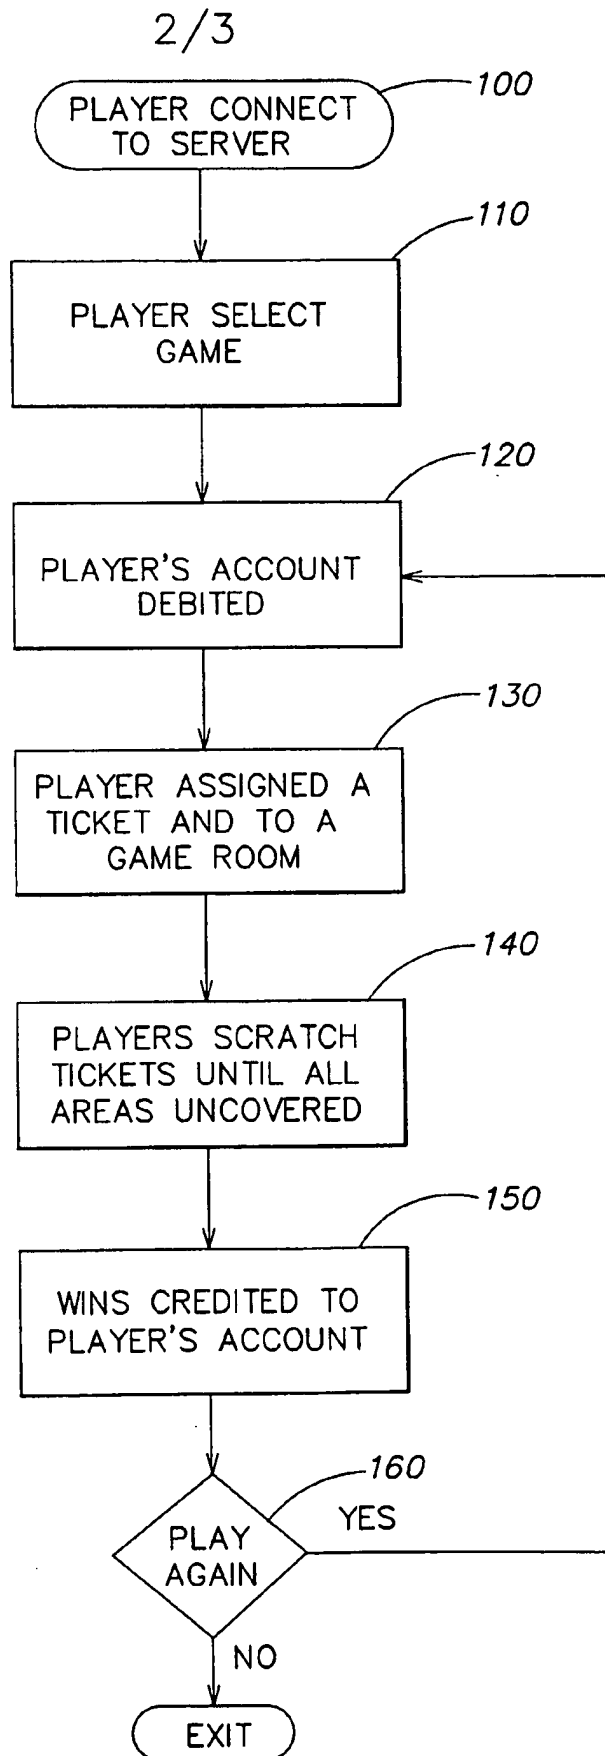 2/3
PLAYER CONNECT
TO SERVER
100
PLAYER SELECT
GAME
110
PLAYER'S ACCOUNT
DEBITED
120
PLAYER ASSIGNED A
TICKET AND TO A
GAME ROOM
130
PLAYERS SCRATCH
TICKETS UNTIL ALL
AREAS UNCOVERED
140
WINS CREDITED TO
PLAYER'S ACCOUNT
150
PLAY
AGAIN
160
YES
NO
EXIT